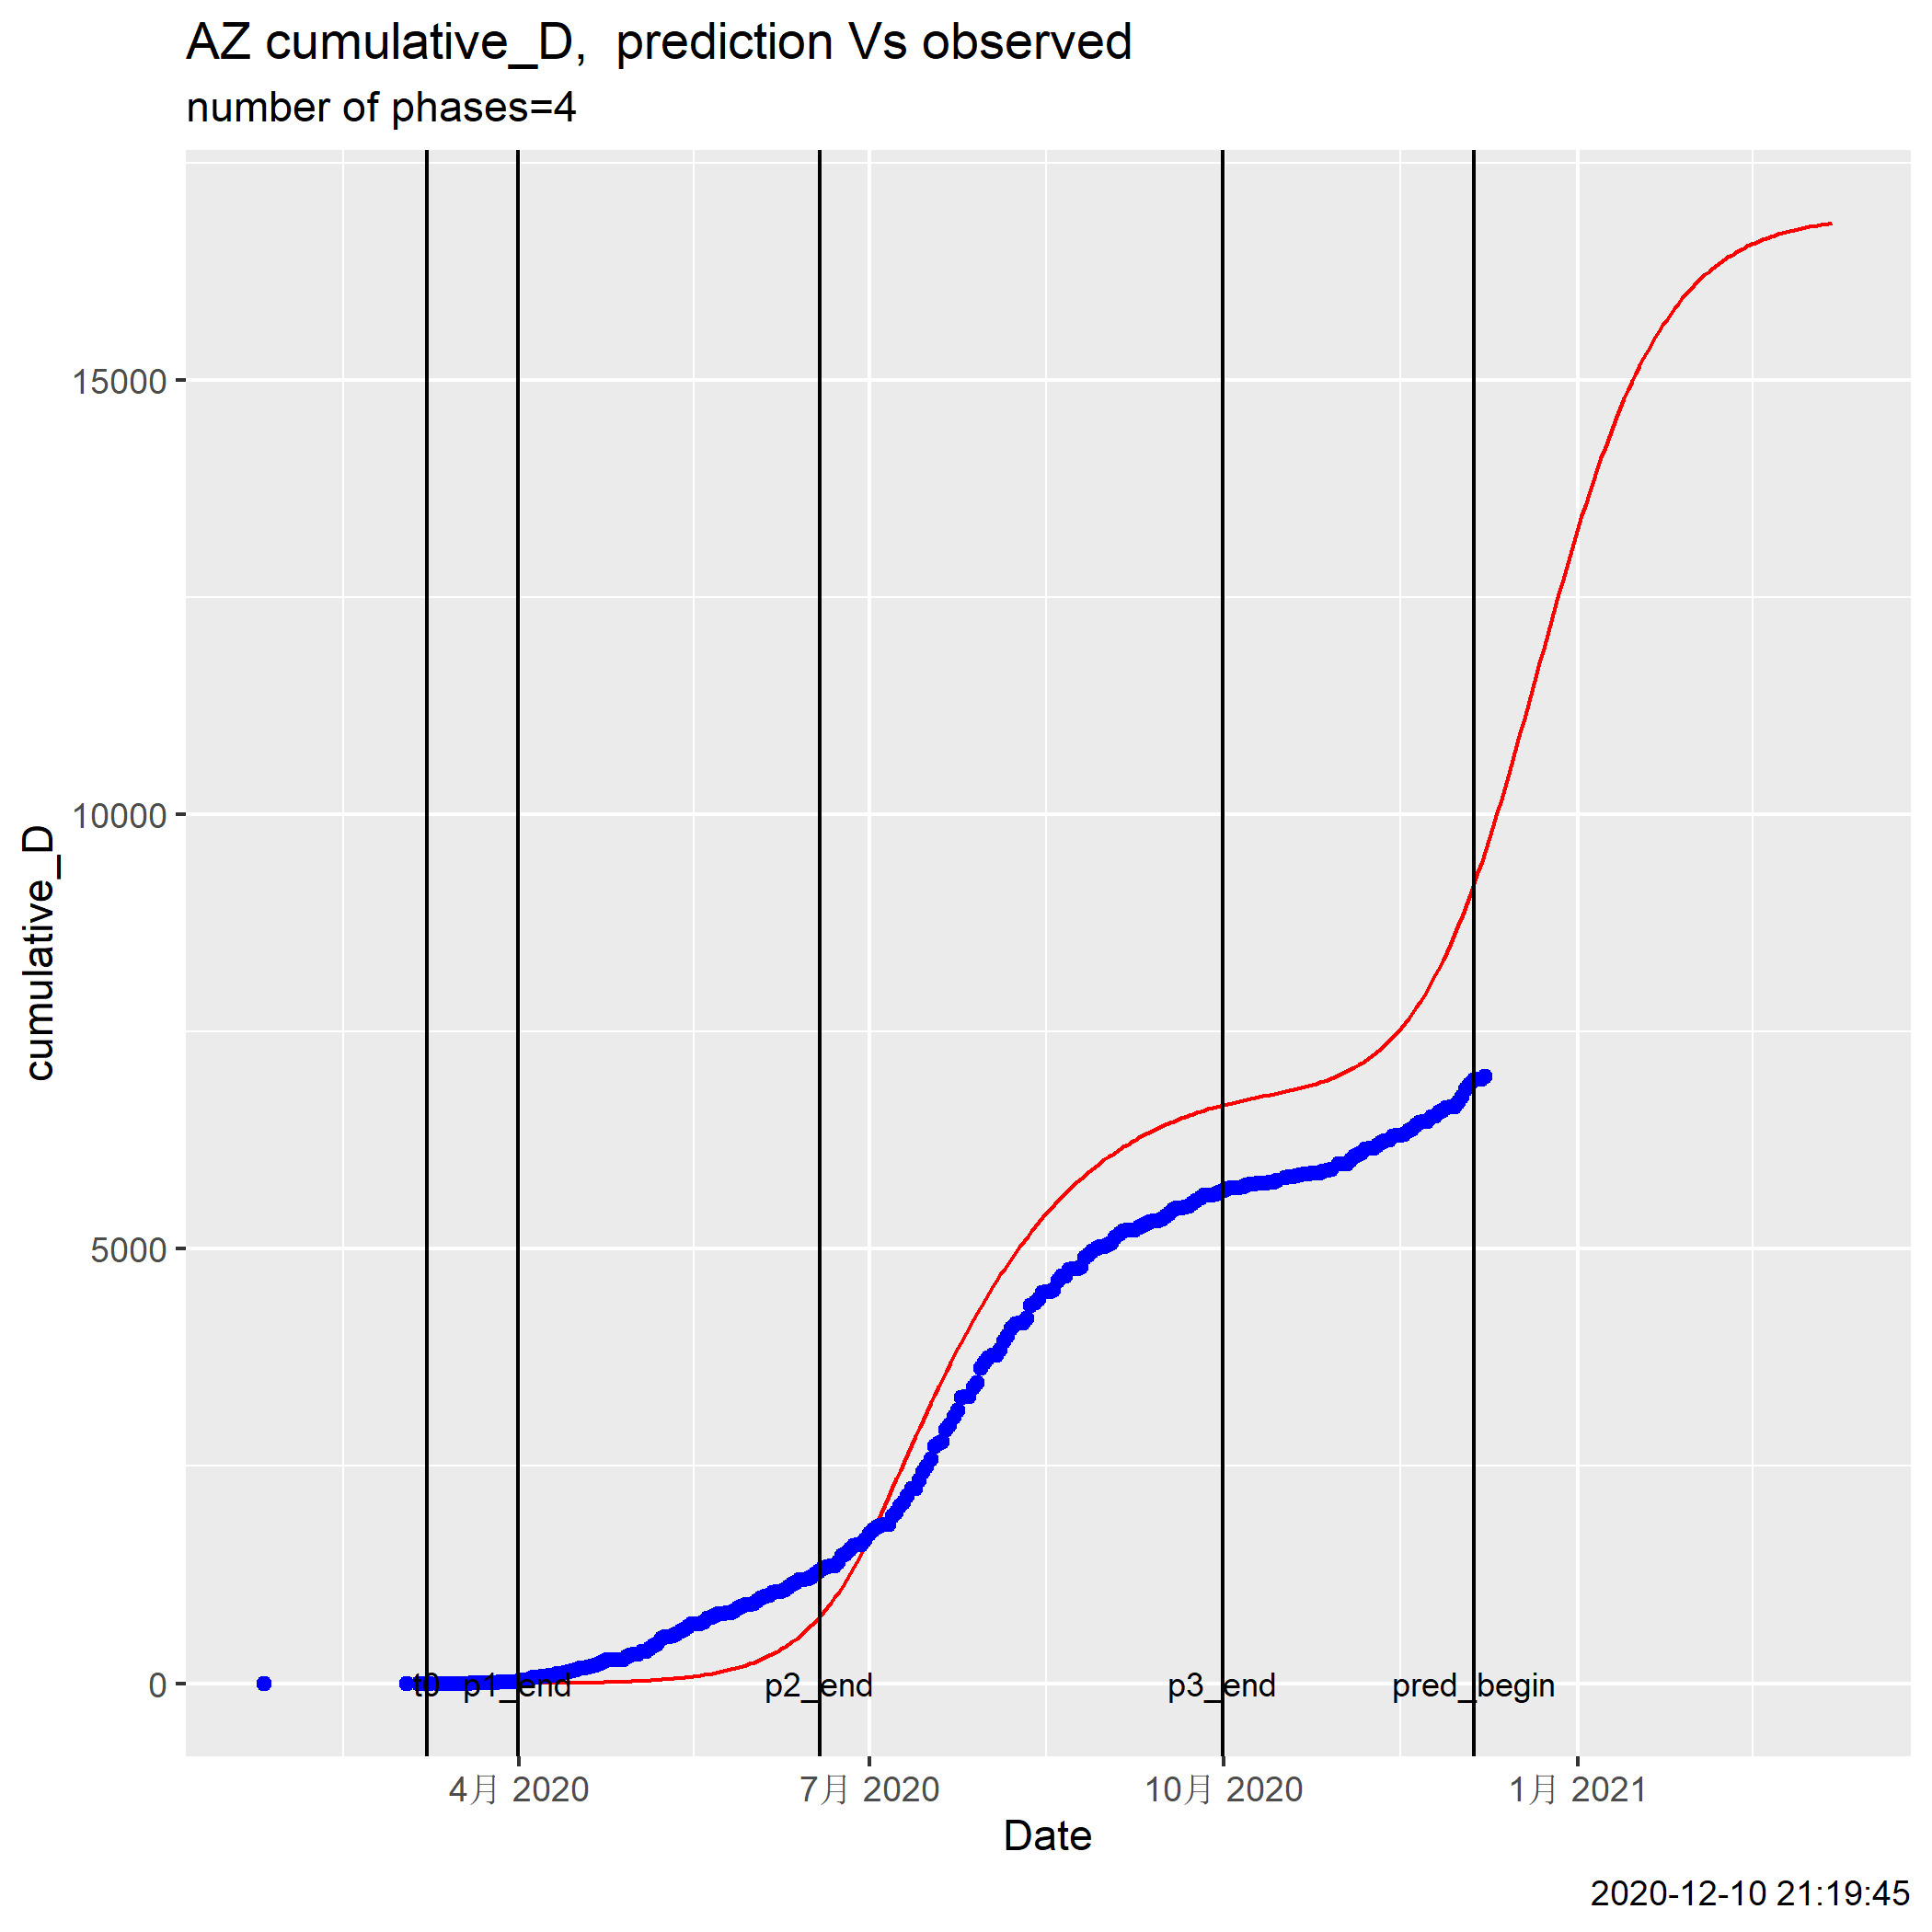 AZ cumulative_D,  prediction Vs observed
number of phases=4
cumulative_D
15000
10000
5000
0
t0 p1_end p2_end p3_end pred_begin
4月 2020 7月 2020 10月 2020 1月 2021
Date
2020-12-10 21:19:45